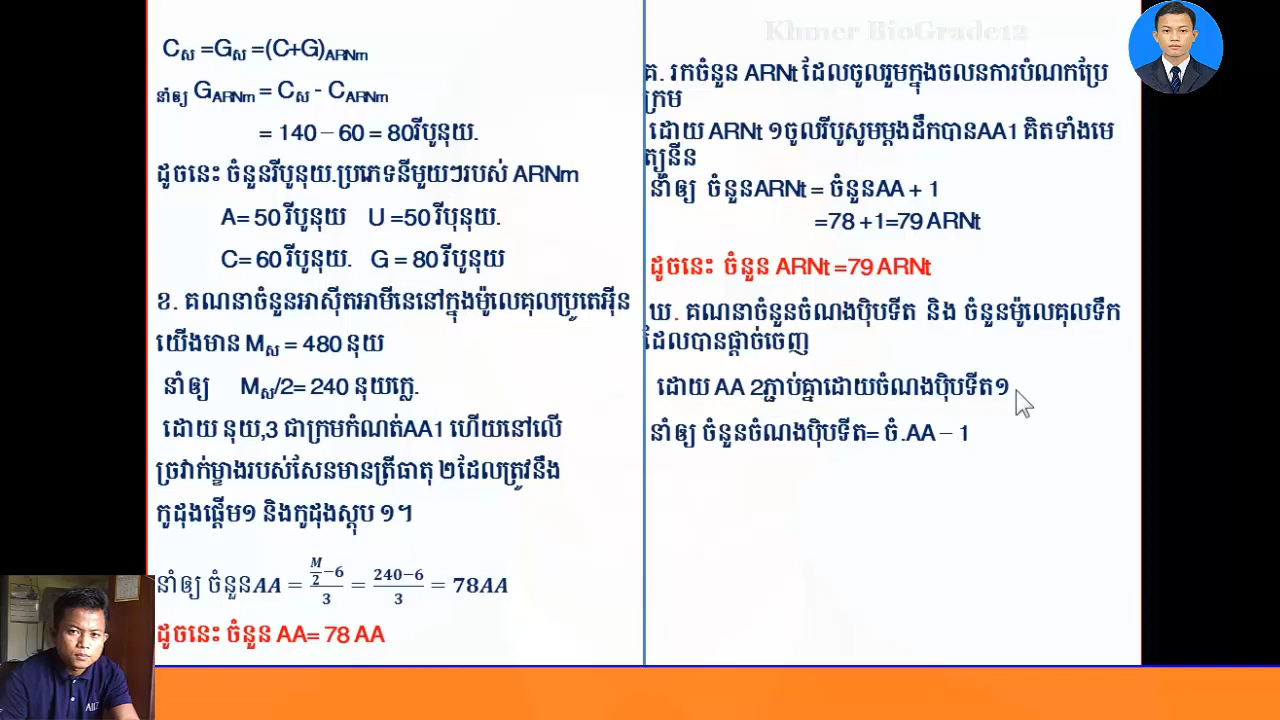 Khmer BioGrade12
Cស =Gស =(C+G)ARNm
នាំឲ្យ GARNm = Cស - CARNm
= 140 – 60 = 80រីបូនុយ.
ដូចនេះ ចំនួនរីបូនុយ.ប្រភេទនីមួយៗរបស់ ARNm
A= 50 រីបូនុយ U =50 រីបុនុយ.
C= 60 រីបូនុយ. G = 80 រីបូនុយ
ខ. គណនាចំនួនអាស៊ីតអាមីនេនៅក្នុងម៉ូលេគុលប្រូតេអ៊ីន
យើងមាន Mស = 480 នុយ
នាំឲ្យ Mស/2= 240 នុយក្លេ.
ដោយ នុយ,3 ជាក្រមកំណត់AA1 ហើយនៅលើ
ច្រវាក់ម្ខាងរបស់សែនមានត្រីធាតុ ២ដែលត្រូវនឹង
កូដុងផ្ដើម១ និងកូដុងស្តុប ១។
នាំឲ្យ ចំនួនAA = (M/2−6)/3 = (240−6)/3 = 78AA
ដូចនេះ ចំនួន AA= 78 AA
គ. រកចំនួន ARNt ដែលចូលរួមក្នុងចលនការបំណកប្រែ
ក្រម
ដោយ ARNt ១ចូលរីបូសូមម្ដងដឹកបានAA1 គិតទាំងមេ
ត្យូនីន
នាំឲ្យ ចំនួនARNt = ចំនួនAA + 1
=78 +1=79 ARNt
ដូចនេះ ចំនួន ARNt =79 ARNt
ឃ. គណនាចំនួនចំណងប៉ិបទីត និង ចំនួនម៉ូលេគុលទឹក
ដែលបានផ្ដាច់ចេញ
ដោយ AA 2ភ្ជាប់គ្នាដោយចំណងប៉ិបទីត១
នាំឲ្យ ចំនួនចំណងប៉ិបទីត= ចំ.AA – 1